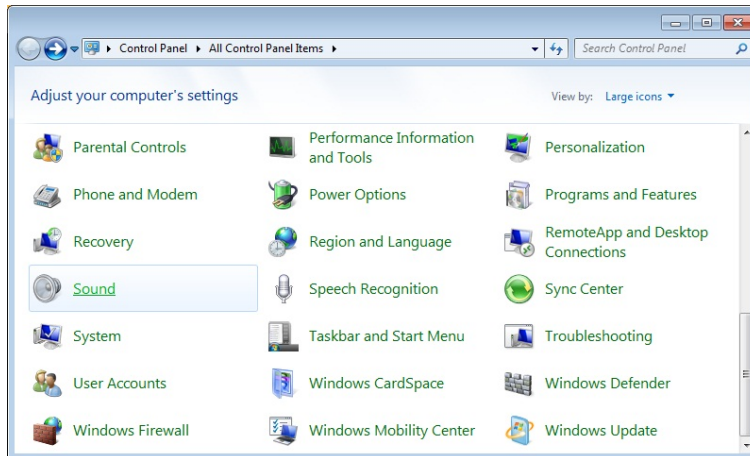 Control Panel All Control Panel Items Search Control Panel
Adjust your computer's settings View by: Large icons
Parental Controls Performance Information and Tools Personalization
Phone and Modem Power Options Programs and Features
Recovery Region and Language RemoteApp and Desktop Connections
Sound Speech Recognition Sync Center
System Taskbar and Start Menu Troubleshooting
User Accounts Windows CardSpace Windows Defender
Windows Firewall Windows Mobility Center Windows Update